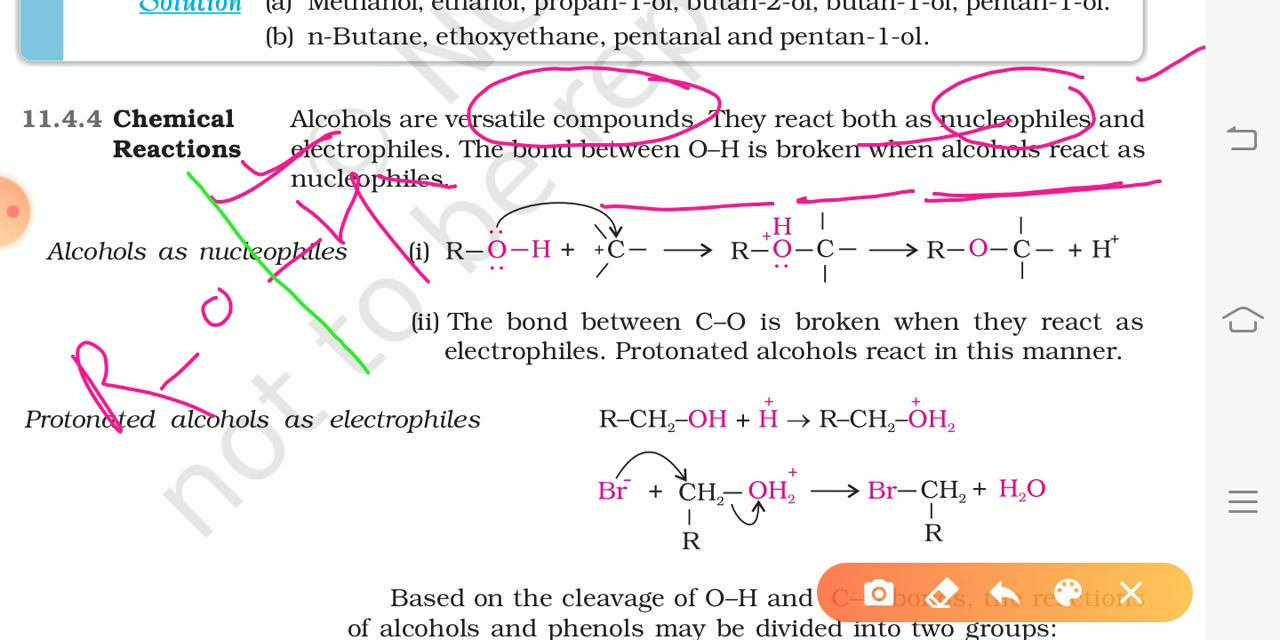 Solution (a) Methanol, ethanol, propan-1-ol, butan-2-ol, butan-1-ol, pentan-1-ol.
(b) n-Butane, ethoxyethane, pentanal and pentan-1-ol.
11.4.4 Chemical Reactions
Alcohols are versatile compounds. They react both as nucleophiles and
electrophiles. The bond between O–H is broken when alcohols react as
nucleophiles.
Alcohols as nucleophiles (i) R–Ö–H + +C– → R–O–C– → R–O–C– + H+
H
+
(ii) The bond between C–O is broken when they react as
electrophiles. Protonated alcohols react in this manner.
Protonated alcohols as electrophiles
R–CH₂–OH + H+ → R–CH₂–OH₂+
Br- + CH₂–OH₂+ → Br–CH₂ + H₂O
R R
Based on the cleavage of O–H and C–
of alcohols and phenols may be divided into two groups:
R–O–H
not to be rep